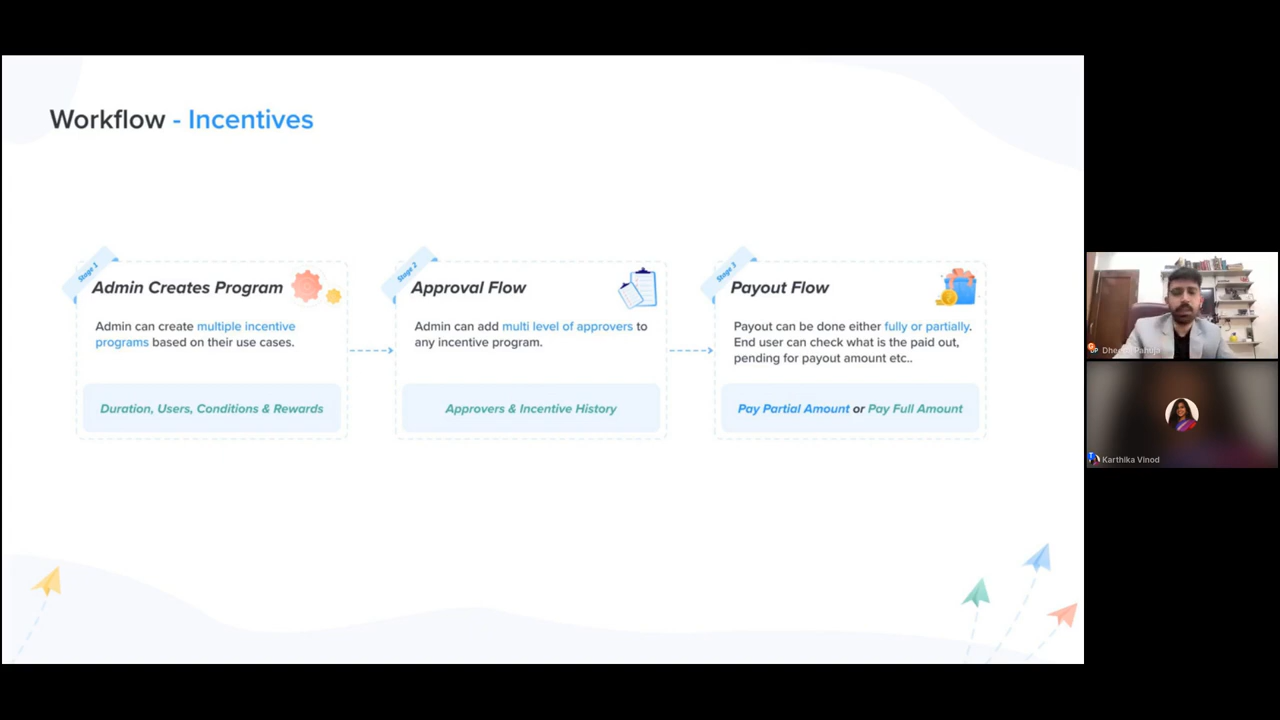 Workflow - Incentives
Stage 1
Admin Creates Program
Admin can create multiple incentive
programs based on their use cases.
Duration, Users, Conditions & Rewards
Stage 2
Approval Flow
Admin can add multi level of approvers to
any incentive program.
Approvers & Incentive History
Stage 3
Payout Flow
Payout can be done either fully or partially.
End user can check what is the paid out,
pending for payout amount etc..
Pay Partial Amount or Pay Full Amount
Pahuja
Karthika Vinod